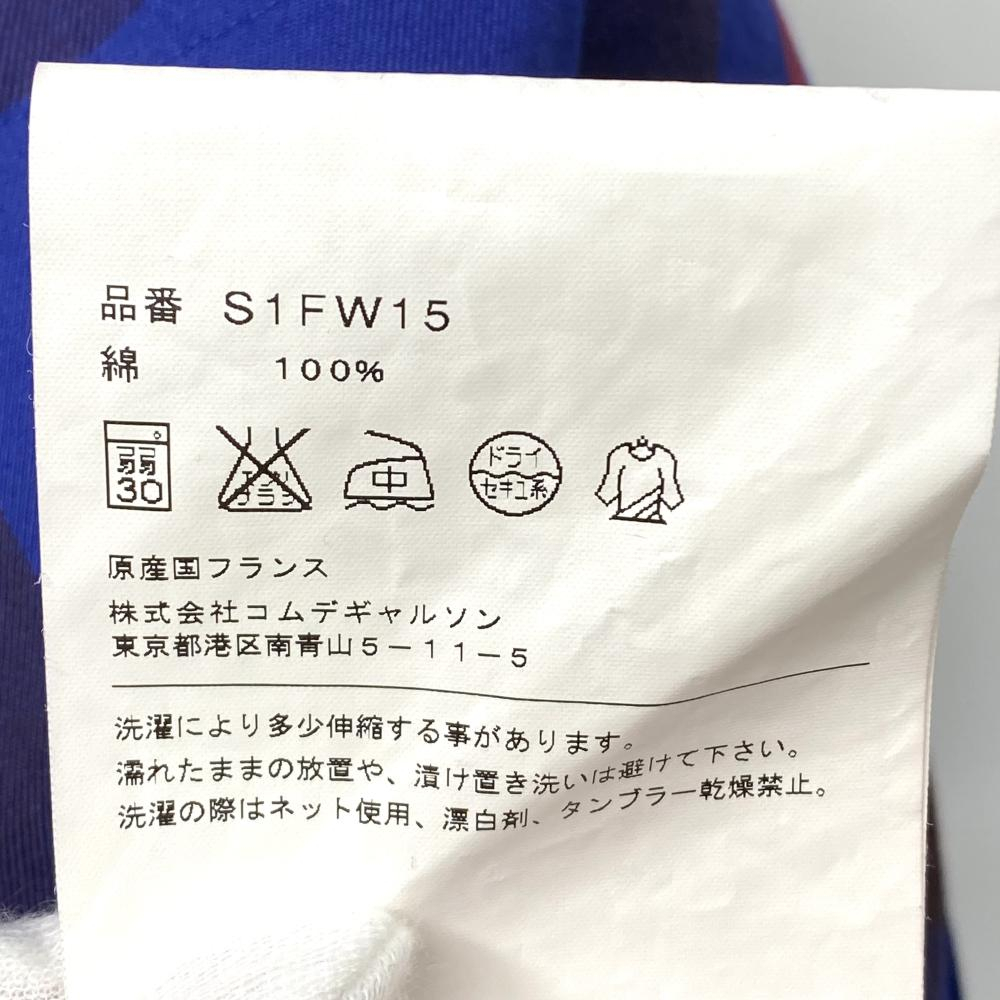 品番 S1FW15
綿 100%
弱 30 エンソ サラシ 中 ドライ セキユ系
原産国フランス
株式会社コムデギャルソン
東京都港区南青山5-11-5
洗濯により多少伸縮する事があります。
濡れたままの放置や、漬け置き洗いは避けて下さい。
洗濯の際はネット使用、漂白剤、タンブラー乾燥禁止。